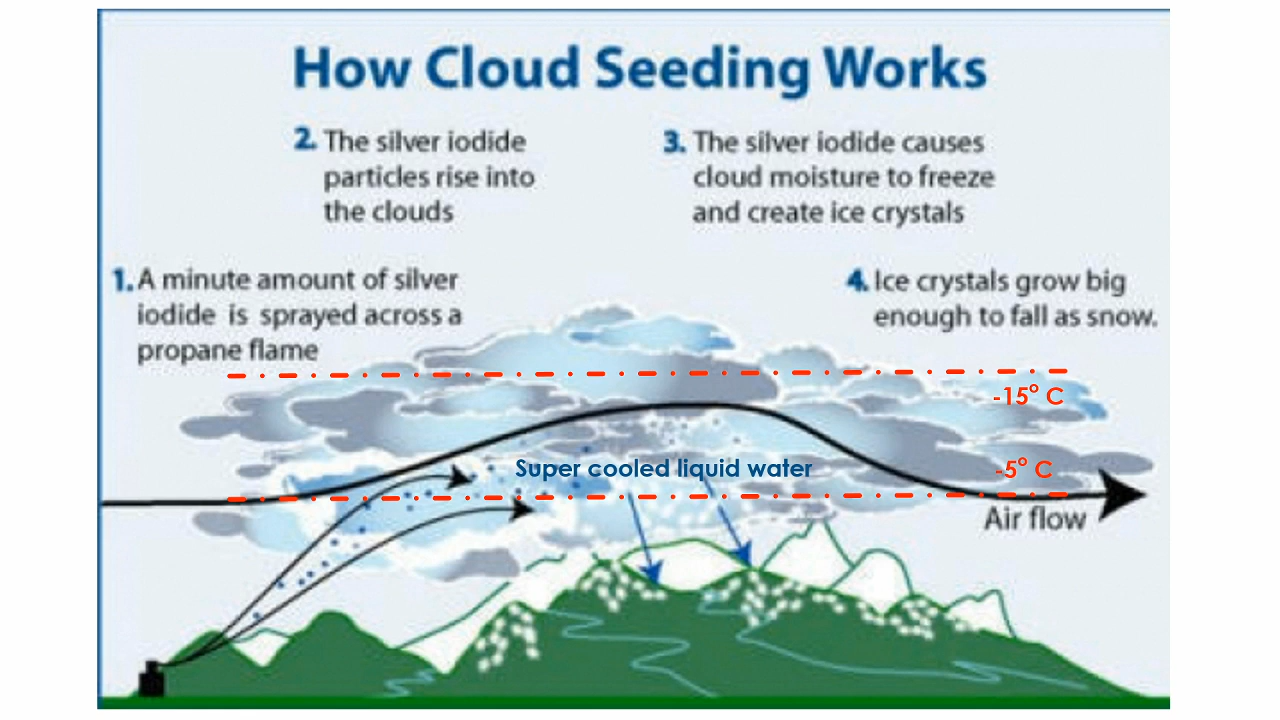 How Cloud Seeding Works
2. The silver iodide
particles rise into
the clouds
3. The silver iodide causes
cloud moisture to freeze
and create ice crystals
1. A minute amount of silver
iodide is sprayed across a
propane flame
4. Ice crystals grow big
enough to fall as snow.
-15° C
Super cooled liquid water
-5° C
Air flow